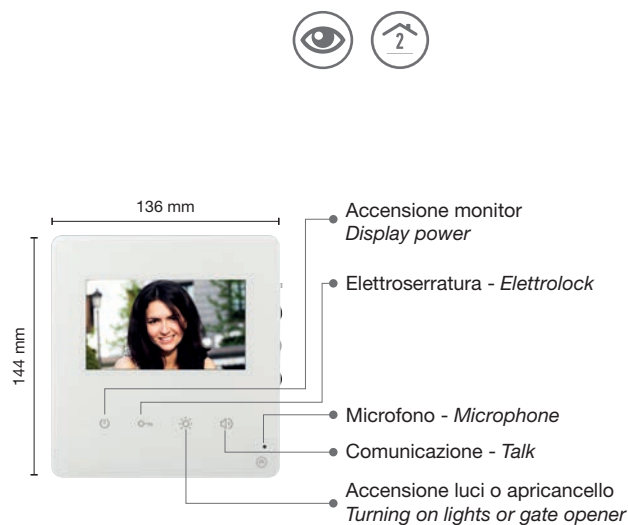 2
136 mm
144 mm
Accensione monitor
Display power
Elettroserratura - Elettrolock
Microfono - Microphone
Comunicazione - Talk
Accensione luci o apricancello
Turning on lights or gate opener